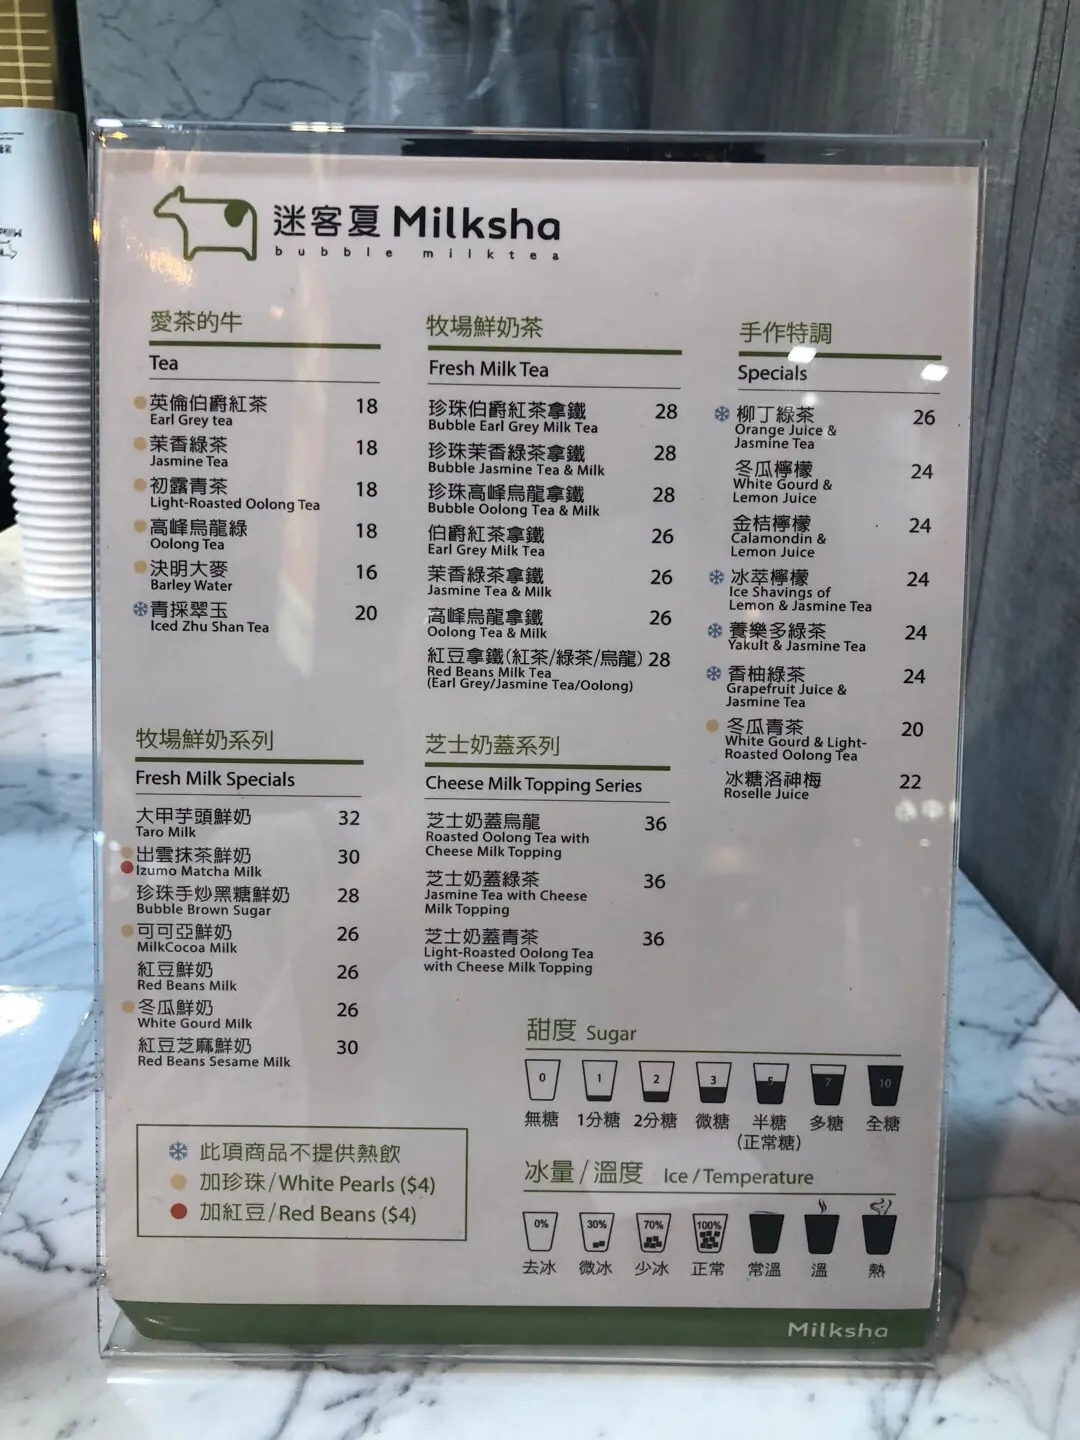 迷客夏 Milksha
bubble milktea
愛茶的牛
Tea
英倫伯爵紅茶 18
Earl Grey tea
茉香綠茶 18
Jasmine Tea
初露青茶 18
Light-Roasted Oolong Tea
高峰烏龍綠 18
Oolong Tea
決明大麥 16
Barley Water
青採翠玉 20
Iced Zhu Shan Tea
牧場鮮奶茶
Fresh Milk Tea
珍珠伯爵紅茶拿鐵 28
Bubble Earl Grey Milk Tea
珍珠茉香綠茶拿鐵 28
Bubble Jasmine Tea & Milk
珍珠高峰烏龍拿鐵 28
Bubble Oolong Tea & Milk
伯爵紅茶拿鐵 26
Earl Grey Milk Tea
茉香綠茶拿鐵 26
Jasmine Tea & Milk
高峰烏龍拿鐵 26
Oolong Tea & Milk
紅豆拿鐵(紅茶/綠茶/烏龍) 28
Red Beans Milk Tea
(Earl Grey/Jasmine Tea/Oolong)
手作特調
Specials
柳丁綠茶 26
Orange Juice &
Jasmine Tea
冬瓜檸檬 24
White Gourd &
Lemon Juice
金桔檸檬 24
Calamondin &
Lemon Juice
冰萃檸檬 24
Ice Shavings of
Lemon & Jasmine Tea
養樂多綠茶 24
Yakult & Jasmine Tea
香柚綠茶 24
Grapefruit Juice &
Jasmine Tea
冬瓜青茶 20
White Gourd & Light-
Roasted Oolong Tea
冰糖洛神梅 22
Roselle Juice
牧場鮮奶系列
Fresh Milk Specials
大甲芋頭鮮奶 32
Taro Milk
出雲抹茶鮮奶 30
Izumo Matcha Milk
珍珠手炒黑糖鮮奶 28
Bubble Brown Sugar
可可亞鮮奶 26
MilkCocoa Milk
紅豆鮮奶 26
Red Beans Milk
冬瓜鮮奶 26
White Gourd Milk
紅豆芝麻鮮奶 30
Red Beans Sesame Milk
芝士奶蓋系列
Cheese Milk Topping Series
芝士奶蓋烏龍 36
Roasted Oolong Tea with
Cheese Milk Topping
芝士奶蓋綠茶 36
Jasmine Tea with Cheese
Milk Topping
芝士奶蓋青茶 36
Light-Roasted Oolong Tea
with Cheese Milk Topping
此項商品不提供熱飲
加珍珠/White Pearls ($4)
加紅豆/Red Beans ($4)
甜度 Sugar
0 1 2 3 5 7 10
無糖 1分糖 2分糖 微糖 半糖 多糖 全糖
(正常糖)
冰量/溫度 Ice/Temperature
0% 30% 70% 100%
去冰 微冰 少冰 正常 常溫 溫 熱
Milksha